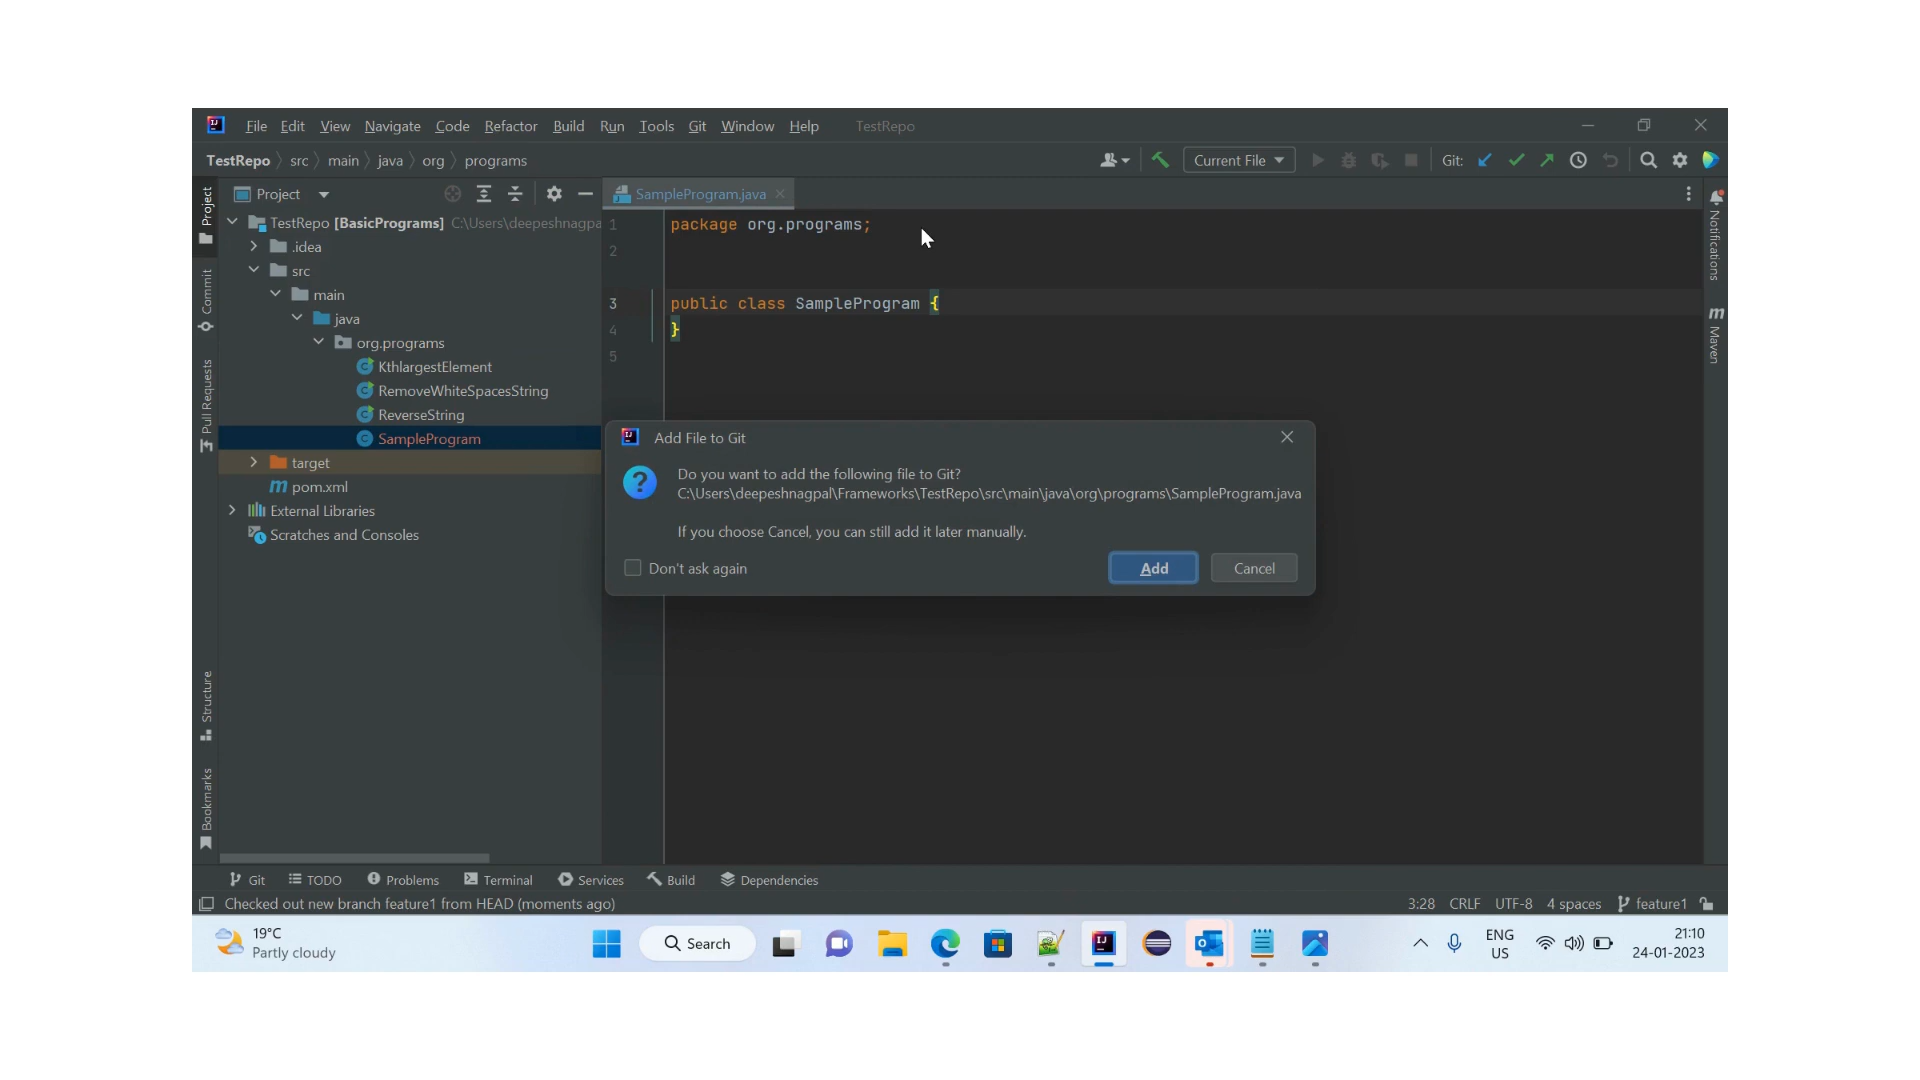 File Edit View Navigate Code Refactor Build Run Tools Git Window Help TestRepo
TestRepo src main java org programs
Current File
Git:
Project
SampleProgram.java
Project
Commit
Pull Requests
Structure
Bookmarks
TestRepo [BasicPrograms] C:\Users\deepeshnagpa
.idea
src
main
java
org.programs
KthlargestElement
RemoveWhiteSpacesString
ReverseString
SampleProgram
target
pom.xml
External Libraries
Scratches and Consoles
1 package org.programs;
2
3 public class SampleProgram {
4 }
5
Notifications
Maven
Add File to Git
Do you want to add the following file to Git?
C:\Users\deepeshnagpal\Frameworks\TestRepo\src\main\java\org\programs\SampleProgram.java
If you choose Cancel, you can still add it later manually.
Don't ask again
Add
Cancel
Git TODO Problems Terminal Services Build Dependencies
Checked out new branch feature1 from HEAD (moments ago)
3:28 CRLF UTF-8 4 spaces feature1
19°C
Partly cloudy
Search
ENG
US
21:10
24-01-2023